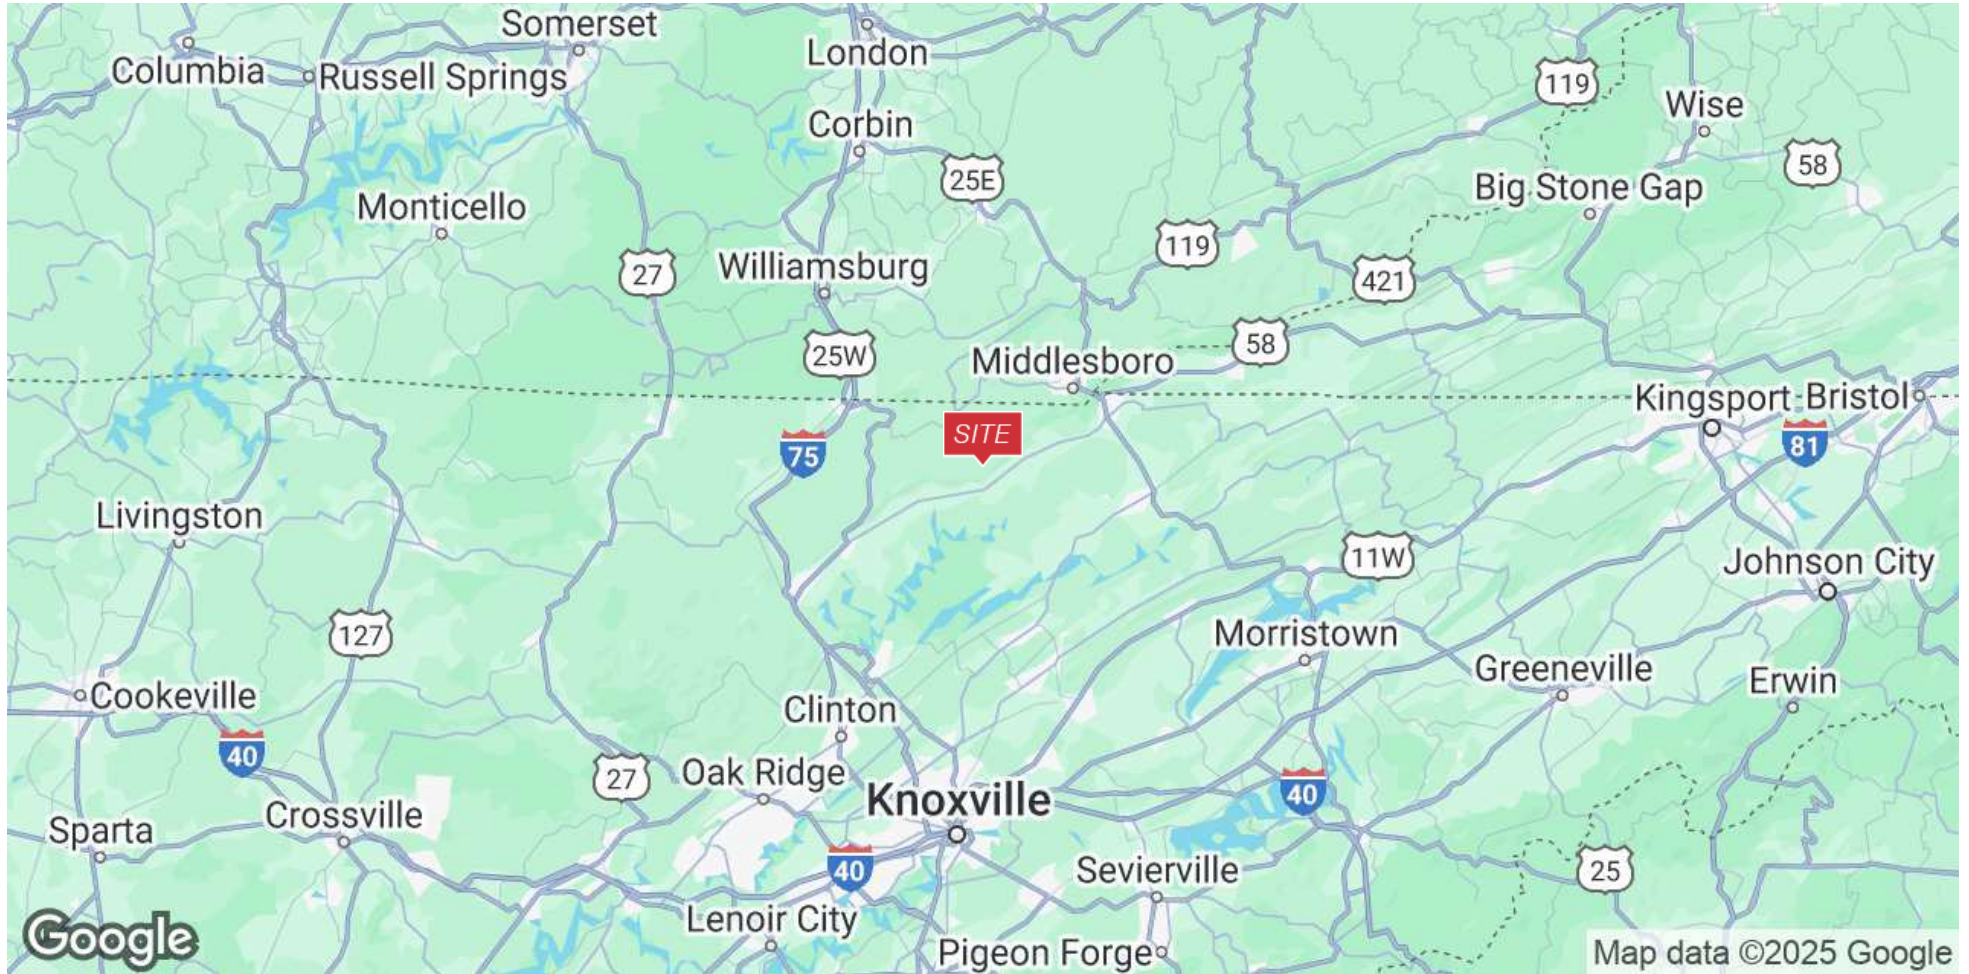 Somerset
London
Columbia
Russell Springs
119
Wise
Corbin
58
25E
Big Stone Gap
Monticello
119
27
Williamsburg
421
58
25W
Middlesboro
Kingsport
Bristol
SITE
75
81
Livingston
11W
Johnson City
127
Morristown
Greeneville
Erwin
Cookeville
Clinton
40
27
Oak Ridge
Knoxville
40
Crossville
Sparta
40
Sevierville
25
Lenoir City
Google
Pigeon Forge
Map data ©2025 Google